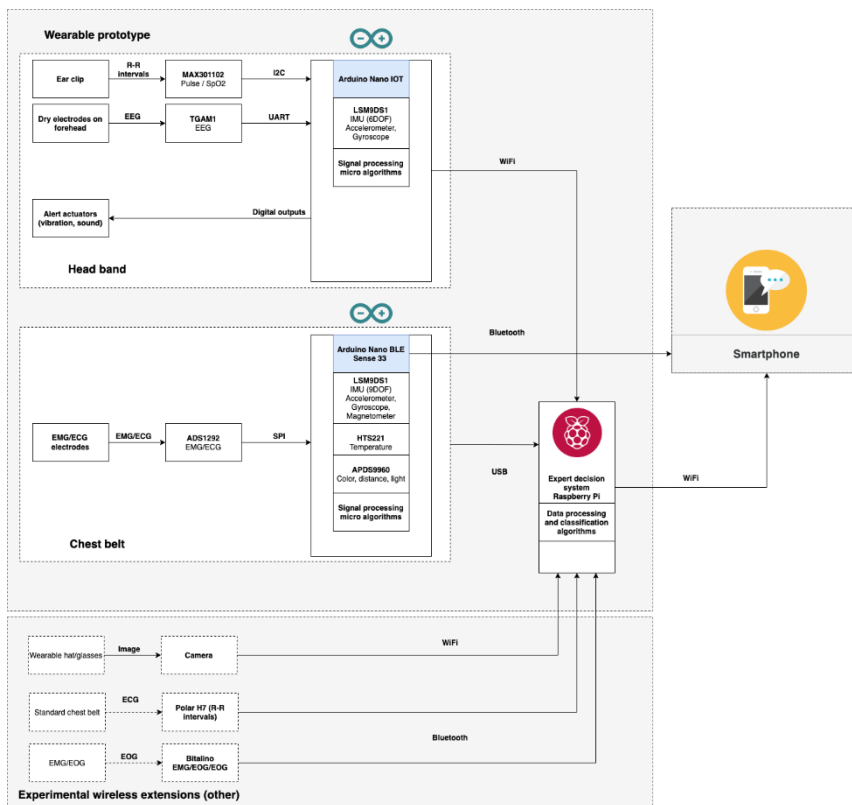 Wearable prototype
Ear clip
R-R
intervals
MAX301102
Pulse / SpO2
I2C
Arduino Nano IOT
Dry electrodes on
forehead
EEG
TGAM1
EEG
UART
LSM9DS1
IMU (6DOF)
Accelerometer,
Gyroscope
Signal processing
micro algorithms
WiFi
Alert actuators
(vibration, sound)
Digital outputs
Head band
Smartphone
Bluetooth
Arduino Nano BLE
Sense 33
LSM9DS1
IMU (9DOF)
Accelerometer,
Gyroscope,
Magnetometer
EMG/ECG
electrodes
EMG/ECG
ADS1292
EMG/ECG
SPI
HTS221
Temperature
APDS9960
Color, distance, light
Signal processing
micro algorithms
USB
Expert decision
system
Raspberry Pi
Data processing
and classification
algorithms
WiFi
Chest belt
Wearable hat/glasses
Image
Camera
WiFi
Standard chest belt
ECG
Polar H7 (R-R
intervals)
EMG/EOG
EOG
Bitalino
EMG/EOG/EOG
Bluetooth
Experimental wireless extensions (other)